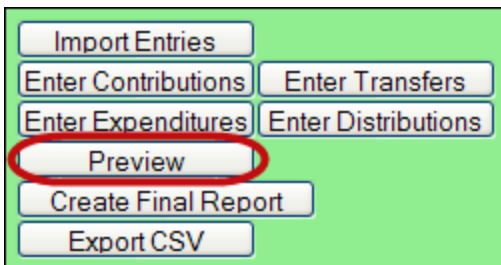 Import Entries
Enter Contributions Enter Transfers
Enter Expenditures Enter Distributions
Preview
Create Final Report
Export CSV